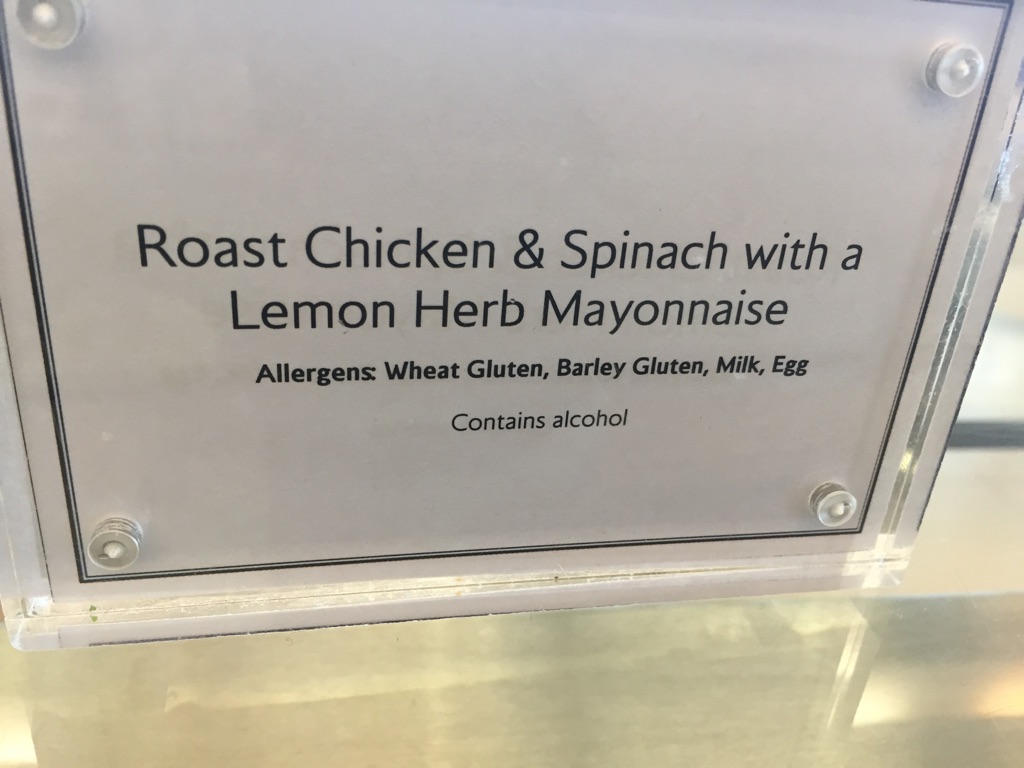 Roast Chicken & Spinach with a
Lemon Herb Mayonnaise
Allergens: Wheat Gluten, Barley Gluten, Milk, Egg
Contains alcohol